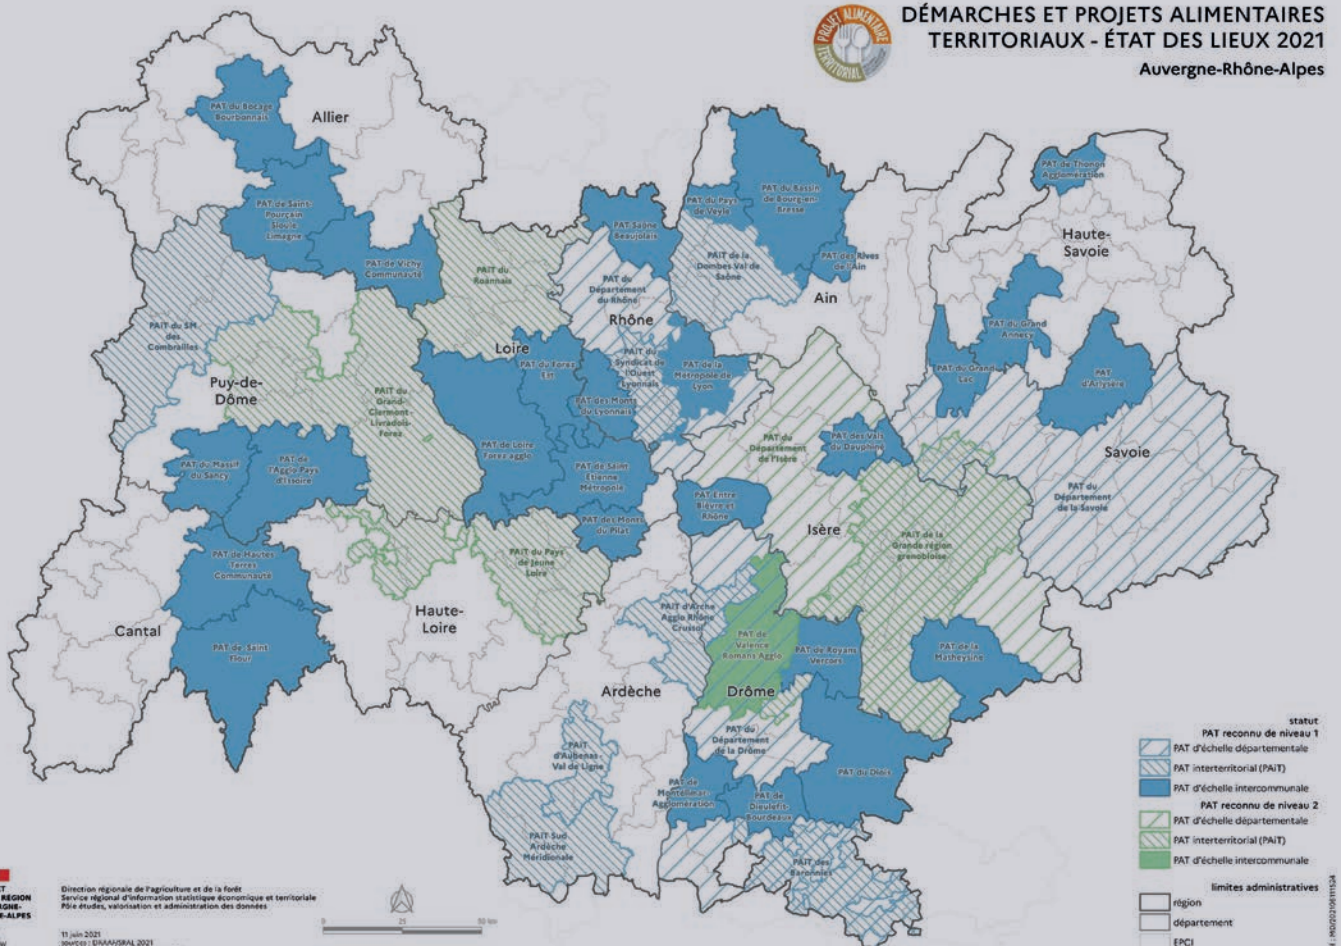 PROJET ALIMENTAIRE
TERRITORIAL
DÉMARCHES ET PROJETS ALIMENTAIRES
TERRITORIAUX - ÉTAT DES LIEUX 2021
Auvergne-Rhône-Alpes
PAT du Bocage
Bourbonnais
Allier
PAT de Saint-
Pourçain
Sioule
Limagne
PAT de Vichy
Communauté
PAiT du
Roannais
PAT Saône
Beaujolais
PAT du Pays
de Veyle
PAT du Bassin
de Bourg-en-
Bresse
PAT de Thonon
Agglomération
Haute-
Savoie
PAiT de la
Dombes Val de
Saône
PAT des Rives
de l'Ain
Ain
PAT du
Département
du Rhône
Rhône
PAiT du SM
des
Combrailles
Puy-de-
Dôme
PAiT du
Grand-
Clermont-
Livradois-
Forez
Loire
PAT du Forez
Est
PAiT du
Syndicat de
l'Ouest
Lyonnais
PAT de la
Métropole de
Lyon
PAT des Monts
du Lyonnais
PAT du Grand
Annecy
PAT du Grand
Lac
PAT
d'Arlysère
PAT du Massif
du Sancy
PAT de
l'Agglo Pays
d'Issoire
PAT de Loire
Forez agglo
PAT de Saint
Etienne
Métropole
PAT du
Département
de l'Isère
PAT des Vals
du Dauphiné
Savoie
PAT du
Département
de la Savoie
PAT des Monts
du Pilat
PAT Entre
Bièvre et
Rhône
Isère
PAiT de la
Grande région
grenobloise
PAT de Hautes
Terres
Communauté
PAiT du Pays
de Jeune
Loire
Haute-
Loire
Cantal
PAT de Saint
Flour
PAiT d'Arche
Agglo Rhône
Crussol
PAT de
Valence
Romans Agglo
PAT de Royans
Vercors
PAT de la
Matheysine
Ardèche
Drôme
PAiT
d'Aubenas-
Val de Ligne
PAT du
Département
de la Drôme
PAT de
Montélimar-
Agglomération
PAT de
Dieulefit-
Bourdeaux
PAT du Diois
PAiT Sud
Ardèche
Méridionale
PAiT des
Baronnies
statut
PAT reconnu de niveau 1
PAT d'échelle départementale
PAT interterritorial (PAiT)
PAT d'échelle intercommunale
PAT reconnu de niveau 2
PAT d'échelle départementale
PAT interterritorial (PAiT)
PAT d'échelle intercommunale
limites administratives
région
département
EPCI
ET
RÉGION
RGNE-
E-ALPES
Direction régionale de l'agriculture et de la forêt
Service régional d'information statistique économique et territoriale
Pôle études, valorisation et administration des données
11 juin 2021
sources : DRAAF/SRAL 2021
0 25 50 km